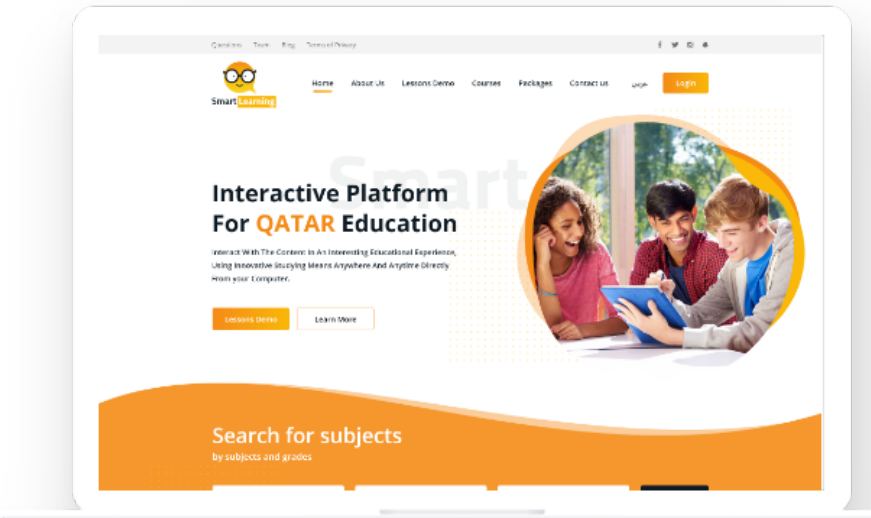 Questions Team Blog Terms of Privacy
Smart Learning
Home About Us Lessons Demo Courses Packages Contact us عربي Login
Smart
Interactive Platform
For QATAR Education
Interact With The Content In An Interesting Educational Experience,
Using Innovative Studying Means Anywhere And Anytime Directly
From your Computer.
Lessons Demo Learn More
Search for subjects
by subjects and grades